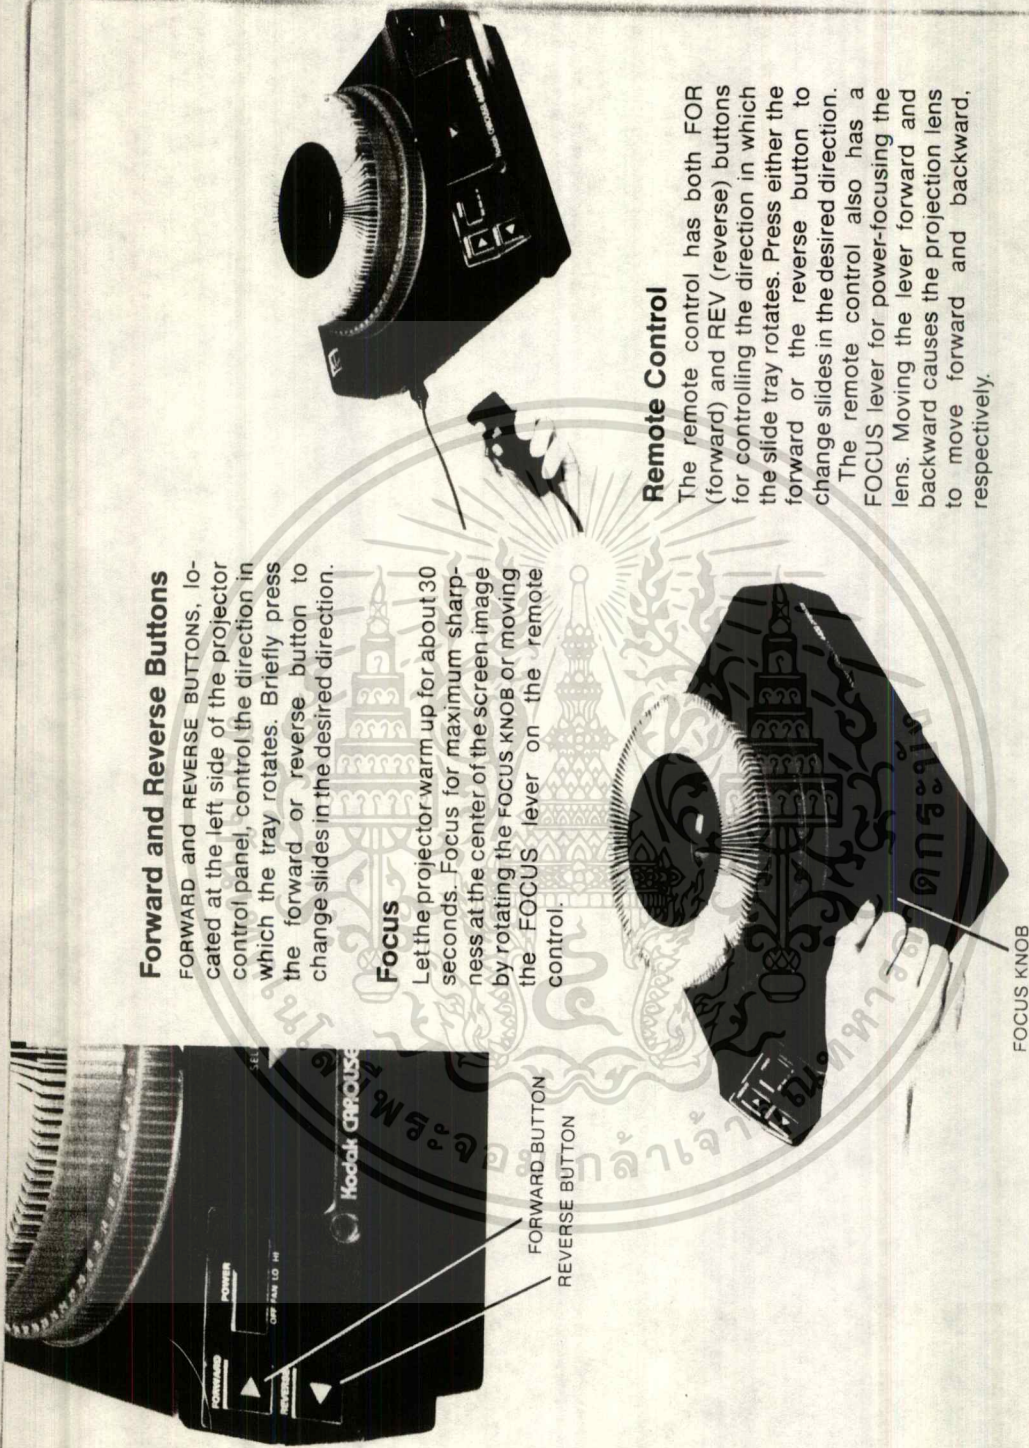 SEL
Kodak CAROUSEL
FORWARD
POWER
OFF FAN LO HI
REVERSE
FORWARD BUTTON
REVERSE BUTTON
Forward and Reverse Buttons
FORWARD and REVERSE BUTTONS, lo-
cated at the left side of the projector
control panel, control the direction in
which the tray rotates. Briefly press
the forward or reverse button to
change slides in the desired direction.
Focus
Let the projector warm up for about 30
seconds. Focus for maximum sharp-
ness at the center of the screen image
by rotating the FOCUS KNOB or moving
the FOCUS lever on the remote
control.
FOCUS KNOB
Remote Control
The remote control has both FOR
(forward) and REV (reverse) buttons
for controlling the direction in which
the slide tray rotates. Press either the
forward or the reverse button to
change slides in the desired direction.
The remote control also has a
FOCUS lever for power-focusing the
lens. Moving the lever forward and
backward causes the projection lens
to move forward and backward,
respectively.